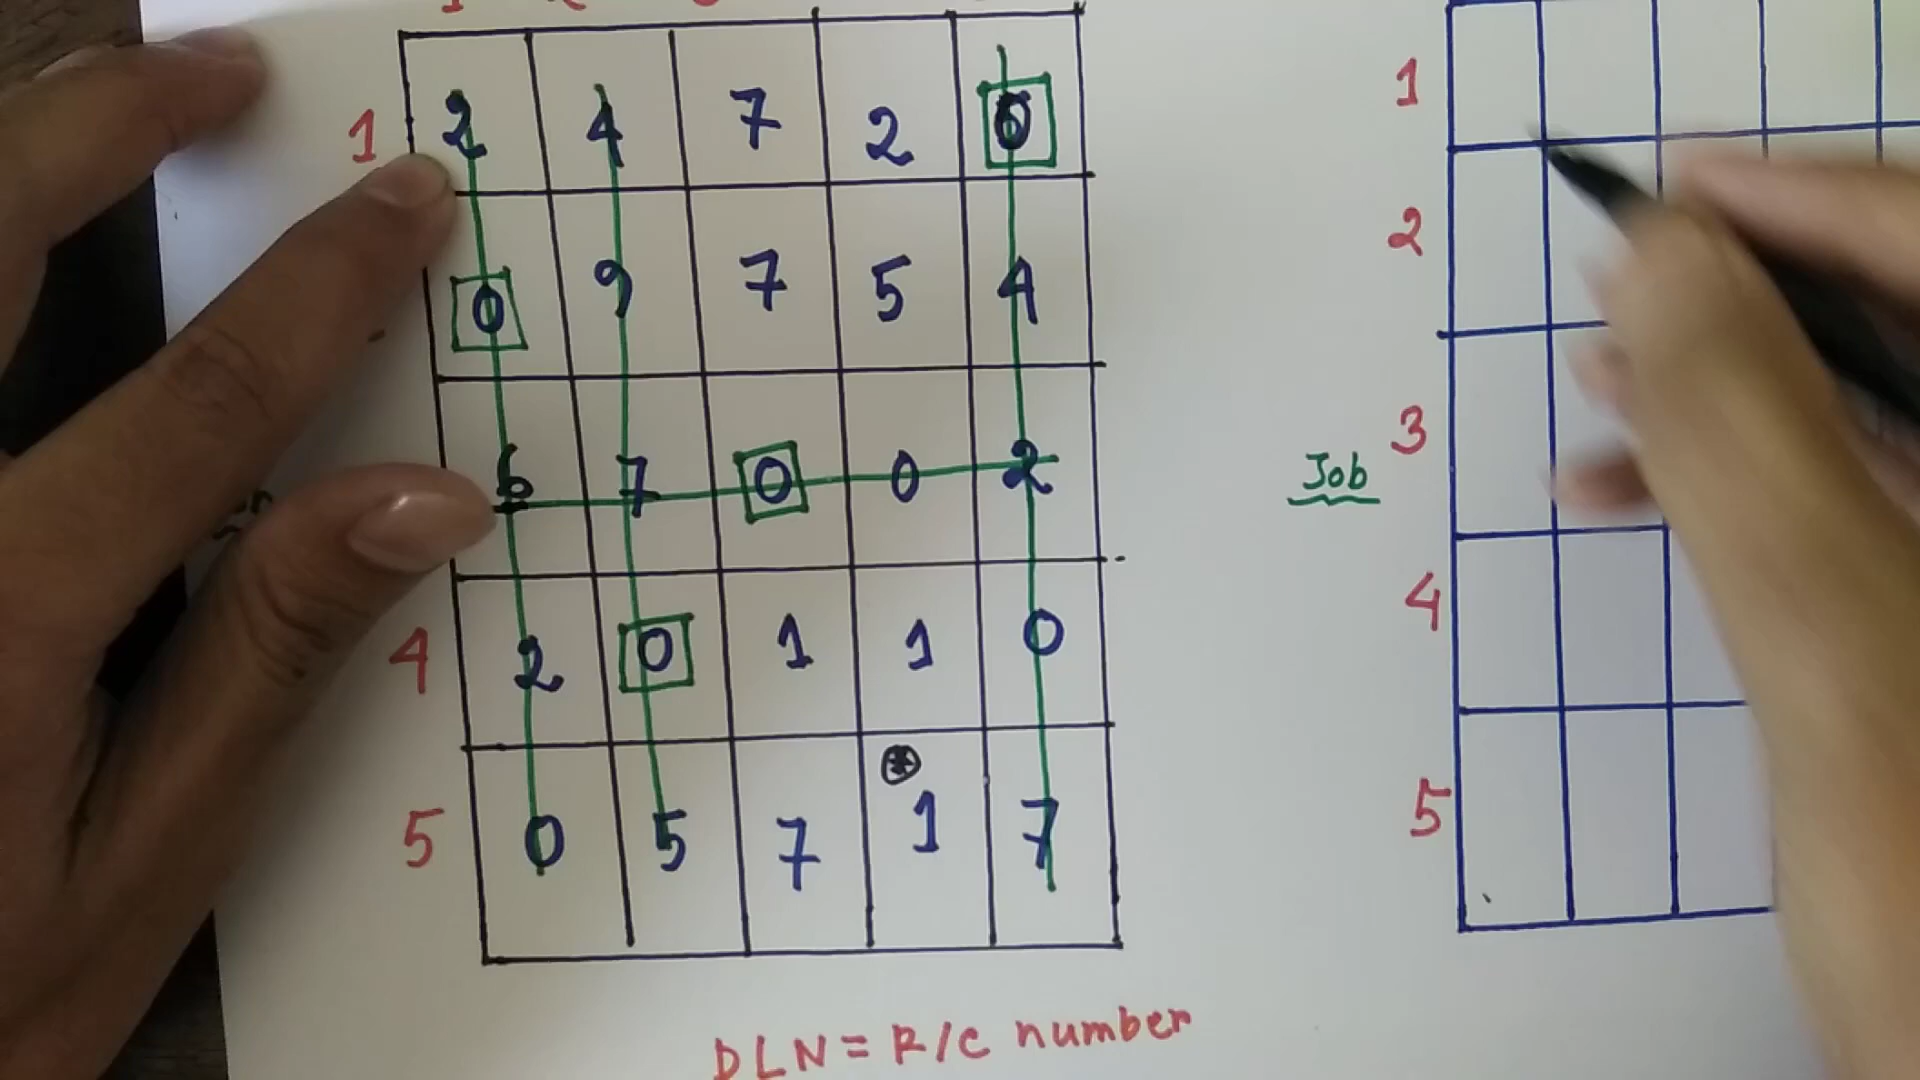 1 2 4 7 2 0
0 9 7 5 4
6 7 0 0 2
4 2 0 1 1 0
5 0 5 7 1 7
DLN = R/C number
1
2
Job 3
4
5